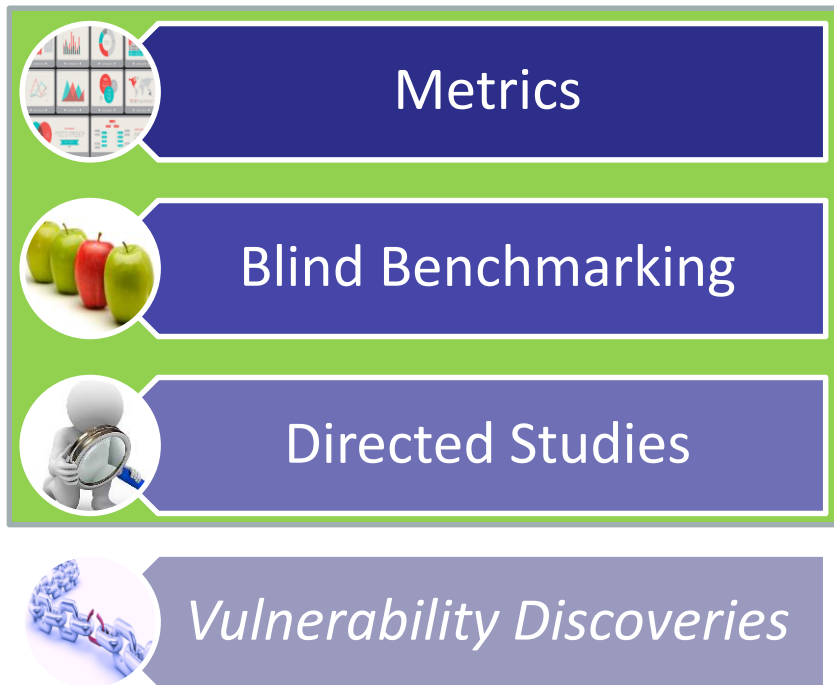 Metrics
Blind Benchmarking
Directed Studies
Vulnerability Discoveries